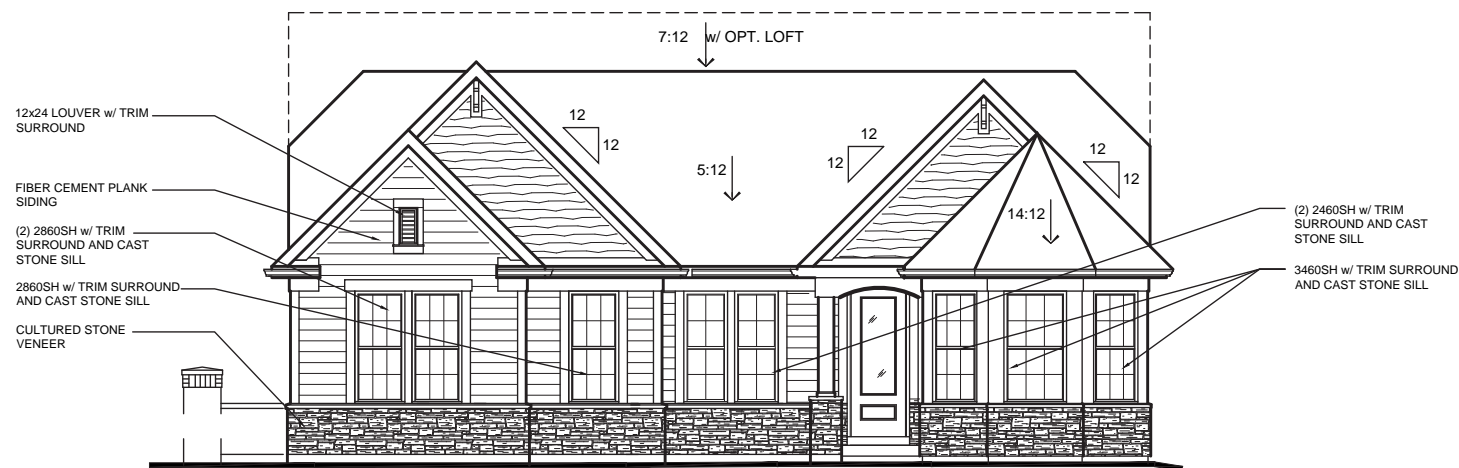 7:12 w/ OPT. LOFT
12x24 LOUVER w/ TRIM
SURROUND
FIBER CEMENT PLANK
SIDING
(2) 2860SH w/ TRIM
SURROUND AND CAST
STONE SILL
2860SH w/ TRIM SURROUND
AND CAST STONE SILL
CULTURED STONE
VENEER
12
12
5:12
12
12
12
12
14:12
(2) 2460SH w/ TRIM
SURROUND AND CAST
STONE SILL
3460SH w/ TRIM SURROUND
AND CAST STONE SILL